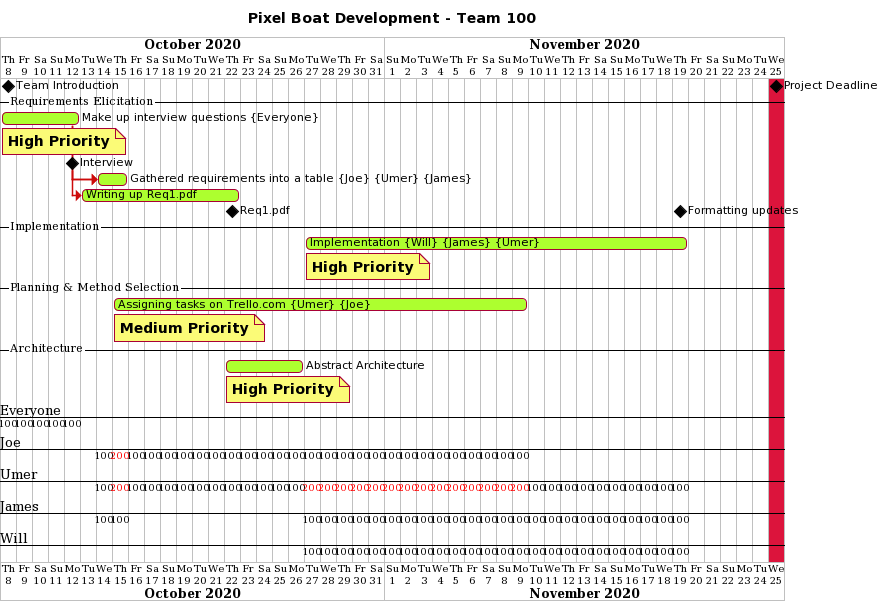 Pixel Boat Development - Team 100
October 2020 November 2020
Th Fr Sa Su Mo Tu We Th Fr Sa Su Mo Tu We Th Fr Sa Su Mo Tu We Th Fr Sa Su Mo Tu We Th Fr Sa Su Mo Tu We Th Fr Sa Su Mo Tu We Th Fr Sa Su Mo Tu We
8 9 10 11 12 13 14 15 16 17 18 19 20 21 22 23 24 25 26 27 28 29 30 31 1 2 3 4 5 6 7 8 9 10 11 12 13 14 15 16 17 18 19 20 21 22 23 24 25
Team Introduction Project Deadline
Requirements Elicitation
Make up interview questions {Everyone}
High Priority
Interview
Gathered requirements into a table {Joe} {Umer} {James}
Writing up Req1.pdf
Req1.pdf Formatting updates
Implementation
Implementation {Will} {James} {Umer}
High Priority
Planning & Method Selection
Assigning tasks on Trello.com {Umer} {Joe}
Medium Priority
Architecture
Abstract Architecture
High Priority
Everyone
100 100 100 100 100
Joe
100 200 100 100 100 100 100 100 100 100 100 100 100 100 100 100 100 100 100 100 100 100 100 100 100 100 100
Umer
100 200 100 100 100 100 100 100 100 100 100 100 100 200 200 200 200 200 200 200 200 200 200 200 200 200 200 100 100 100 100 100 100 100 100 100 100
James
100 100 100 100 100 100 100 100 100 100 100 100 100 100 100 100 100 100 100 100 100 100 100 100 100 100
Will
100 100 100 100 100 100 100 100 100 100 100 100 100 100 100 100 100 100 100 100 100 100 100 100
Th Fr Sa Su Mo Tu We Th Fr Sa Su Mo Tu We Th Fr Sa Su Mo Tu We Th Fr Sa Su Mo Tu We Th Fr Sa Su Mo Tu We Th Fr Sa Su Mo Tu We Th Fr Sa Su Mo Tu We
8 9 10 11 12 13 14 15 16 17 18 19 20 21 22 23 24 25 26 27 28 29 30 31 1 2 3 4 5 6 7 8 9 10 11 12 13 14 15 16 17 18 19 20 21 22 23 24 25
October 2020 November 2020